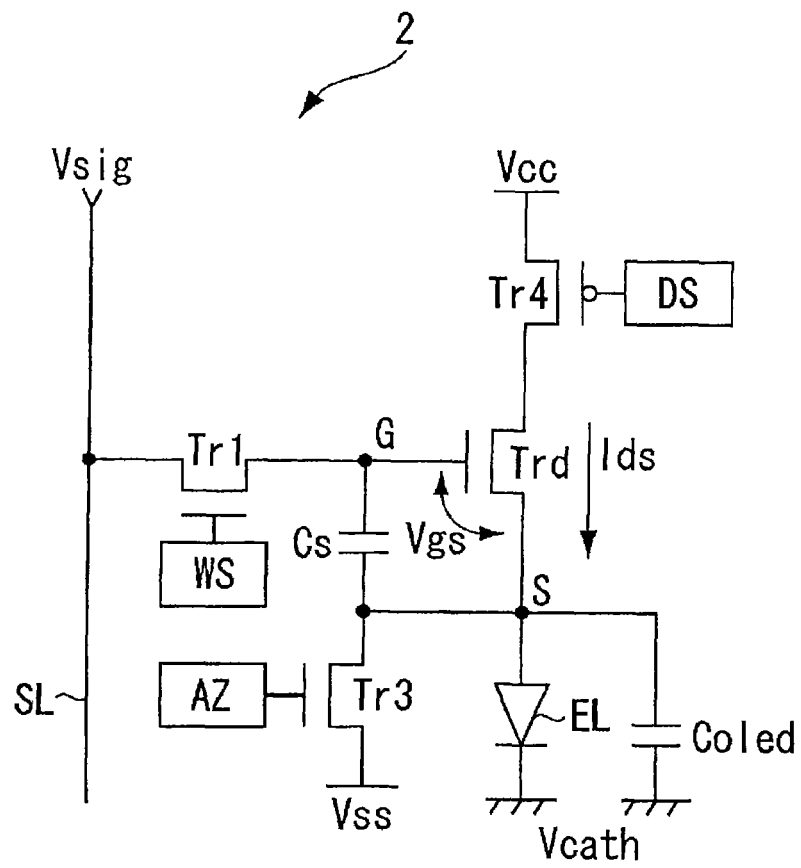 2
Vsig
Vcc
Tr4
DS
Tr1
G
Trd
Ids
Cs
Vgs
WS
S
SL
AZ
Tr3
EL
Coled
Vss
Vcath